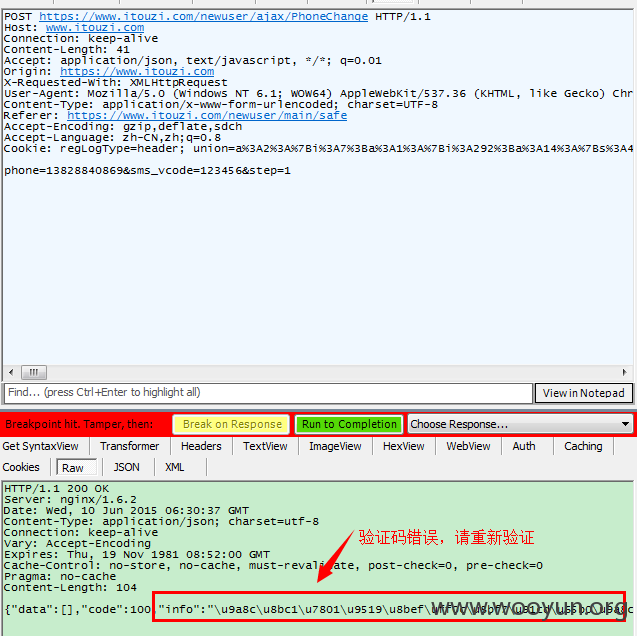 POST https://www.itouzi.com/newuser/ajax/PhoneChange HTTP/1.1
Host: www.itouzi.com
Connection: keep-alive
Content-Length: 41
Accept: application/json, text/javascript, */*; q=0.01
Origin: https://www.itouzi.com
X-Requested-With: XMLHttpRequest
User-Agent: Mozilla/5.0 (Windows NT 6.1; WOW64) AppleWebKit/537.36 (KHTML, like Gecko) Chr
Content-Type: application/x-www-form-urlencoded; charset=UTF-8
Referer: https://www.itouzi.com/newuser/main/safe
Accept-Encoding: gzip,deflate,sdch
Accept-Language: zh-CN,zh;q=0.8
Cookie: regLogType=header; union=a%3A2%3A%7Bi%3A7%3Ba%3A1%3A%7Bi%3A292%3Ba%3A14%3A%7Bs%3A4
phone=13828840869&sms_vcode=123456&step=1
Find... (press Ctrl+Enter to highlight all)
View in Notepad
Breakpoint hit. Tamper, then: Break on Response Run to Completion Choose Response...
Get SyntaxView Transformer Headers TextView ImageView HexView WebView Auth Caching
Cookies Raw JSON XML
HTTP/1.1 200 OK
Server: nginx/1.6.2
Date: Wed, 10 Jun 2015 06:30:37 GMT
Content-Type: application/json; charset=utf-8
Connection: keep-alive
Vary: Accept-Encoding
验证码错误，请重新验证
Expires: Thu, 19 Nov 1981 08:52:00 GMT
Cache-Control: no-store, no-cache, must-revalidate, post-check=0, pre-check=0
Pragma: no-cache
Content-Length: 104
{"data":[],"code":100,"info":"\u9a8c\u8bc1\u7801\u9519\u8bef
www.wooyun.org